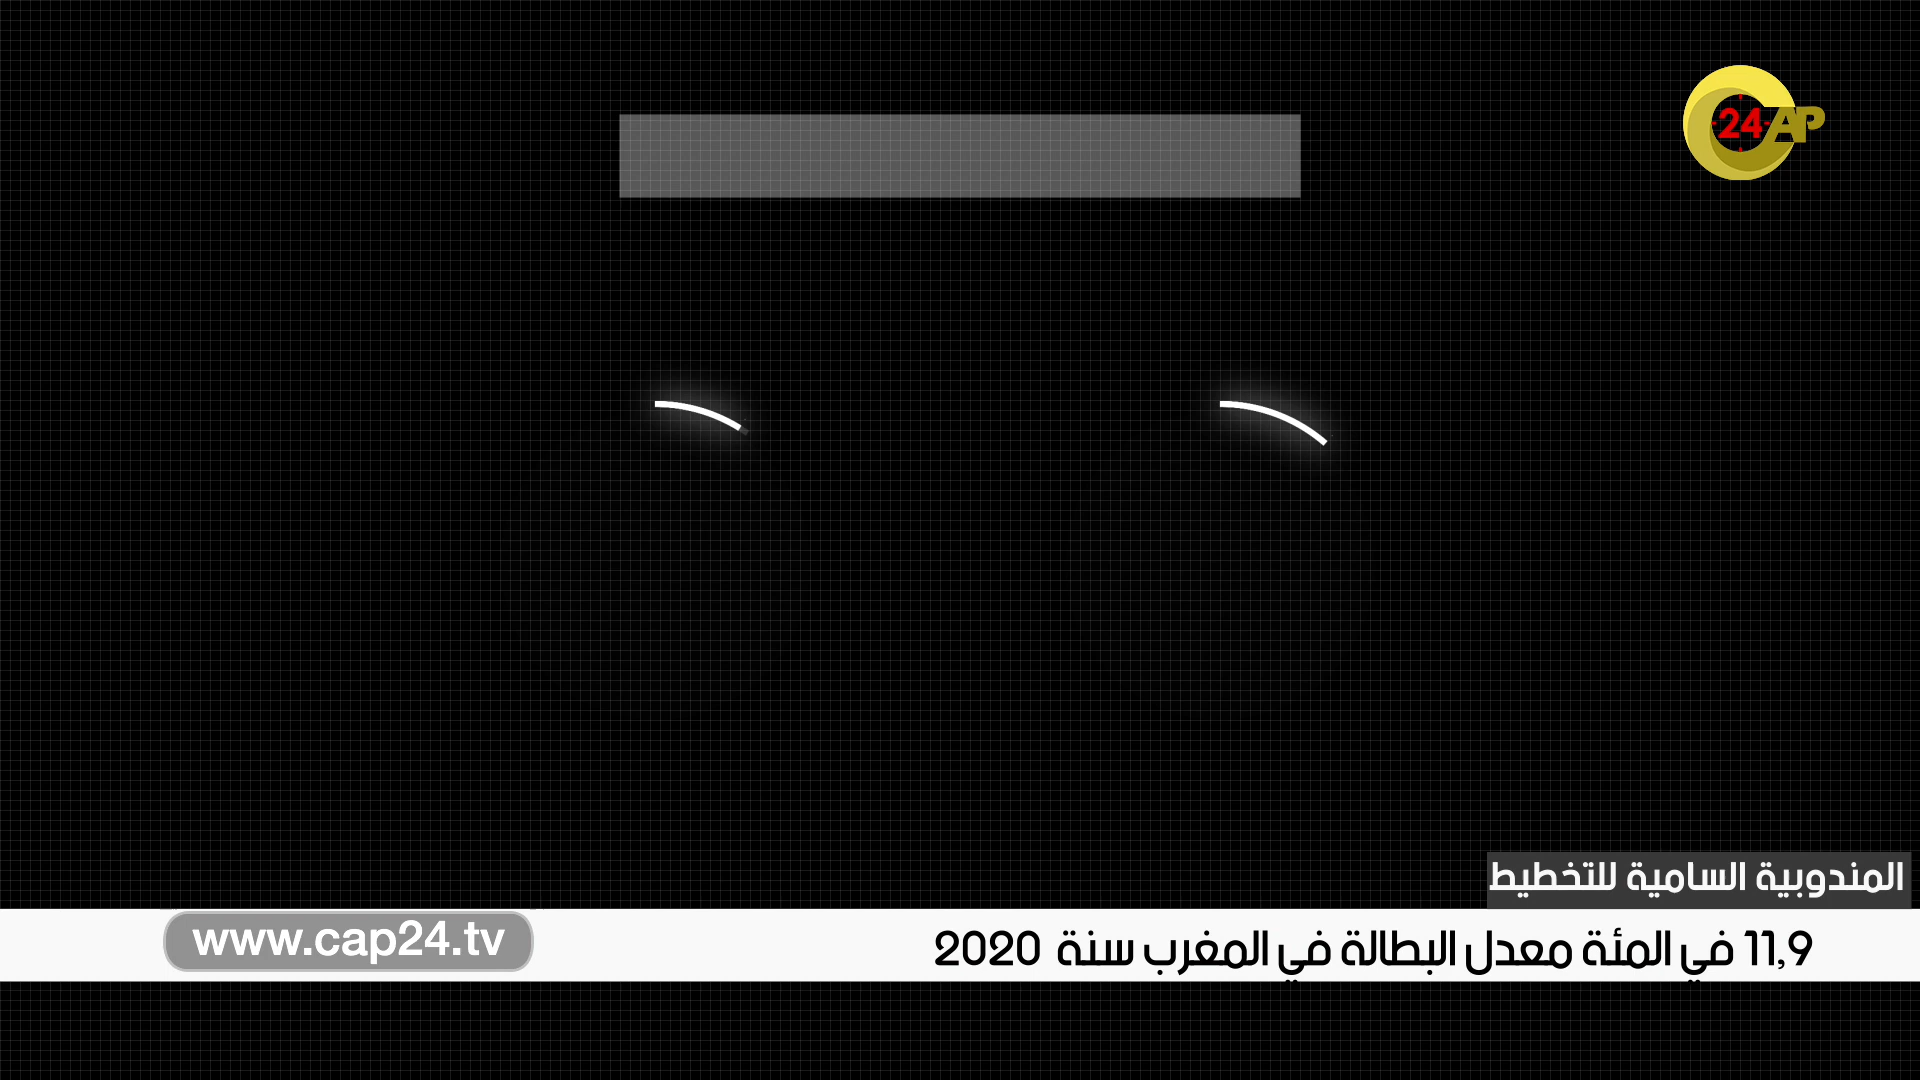 24 CAP
المندوبية السامية للتخطيط
11,9 في المئة معدل البطالة في المغرب سنة 2020
www.cap24.tv